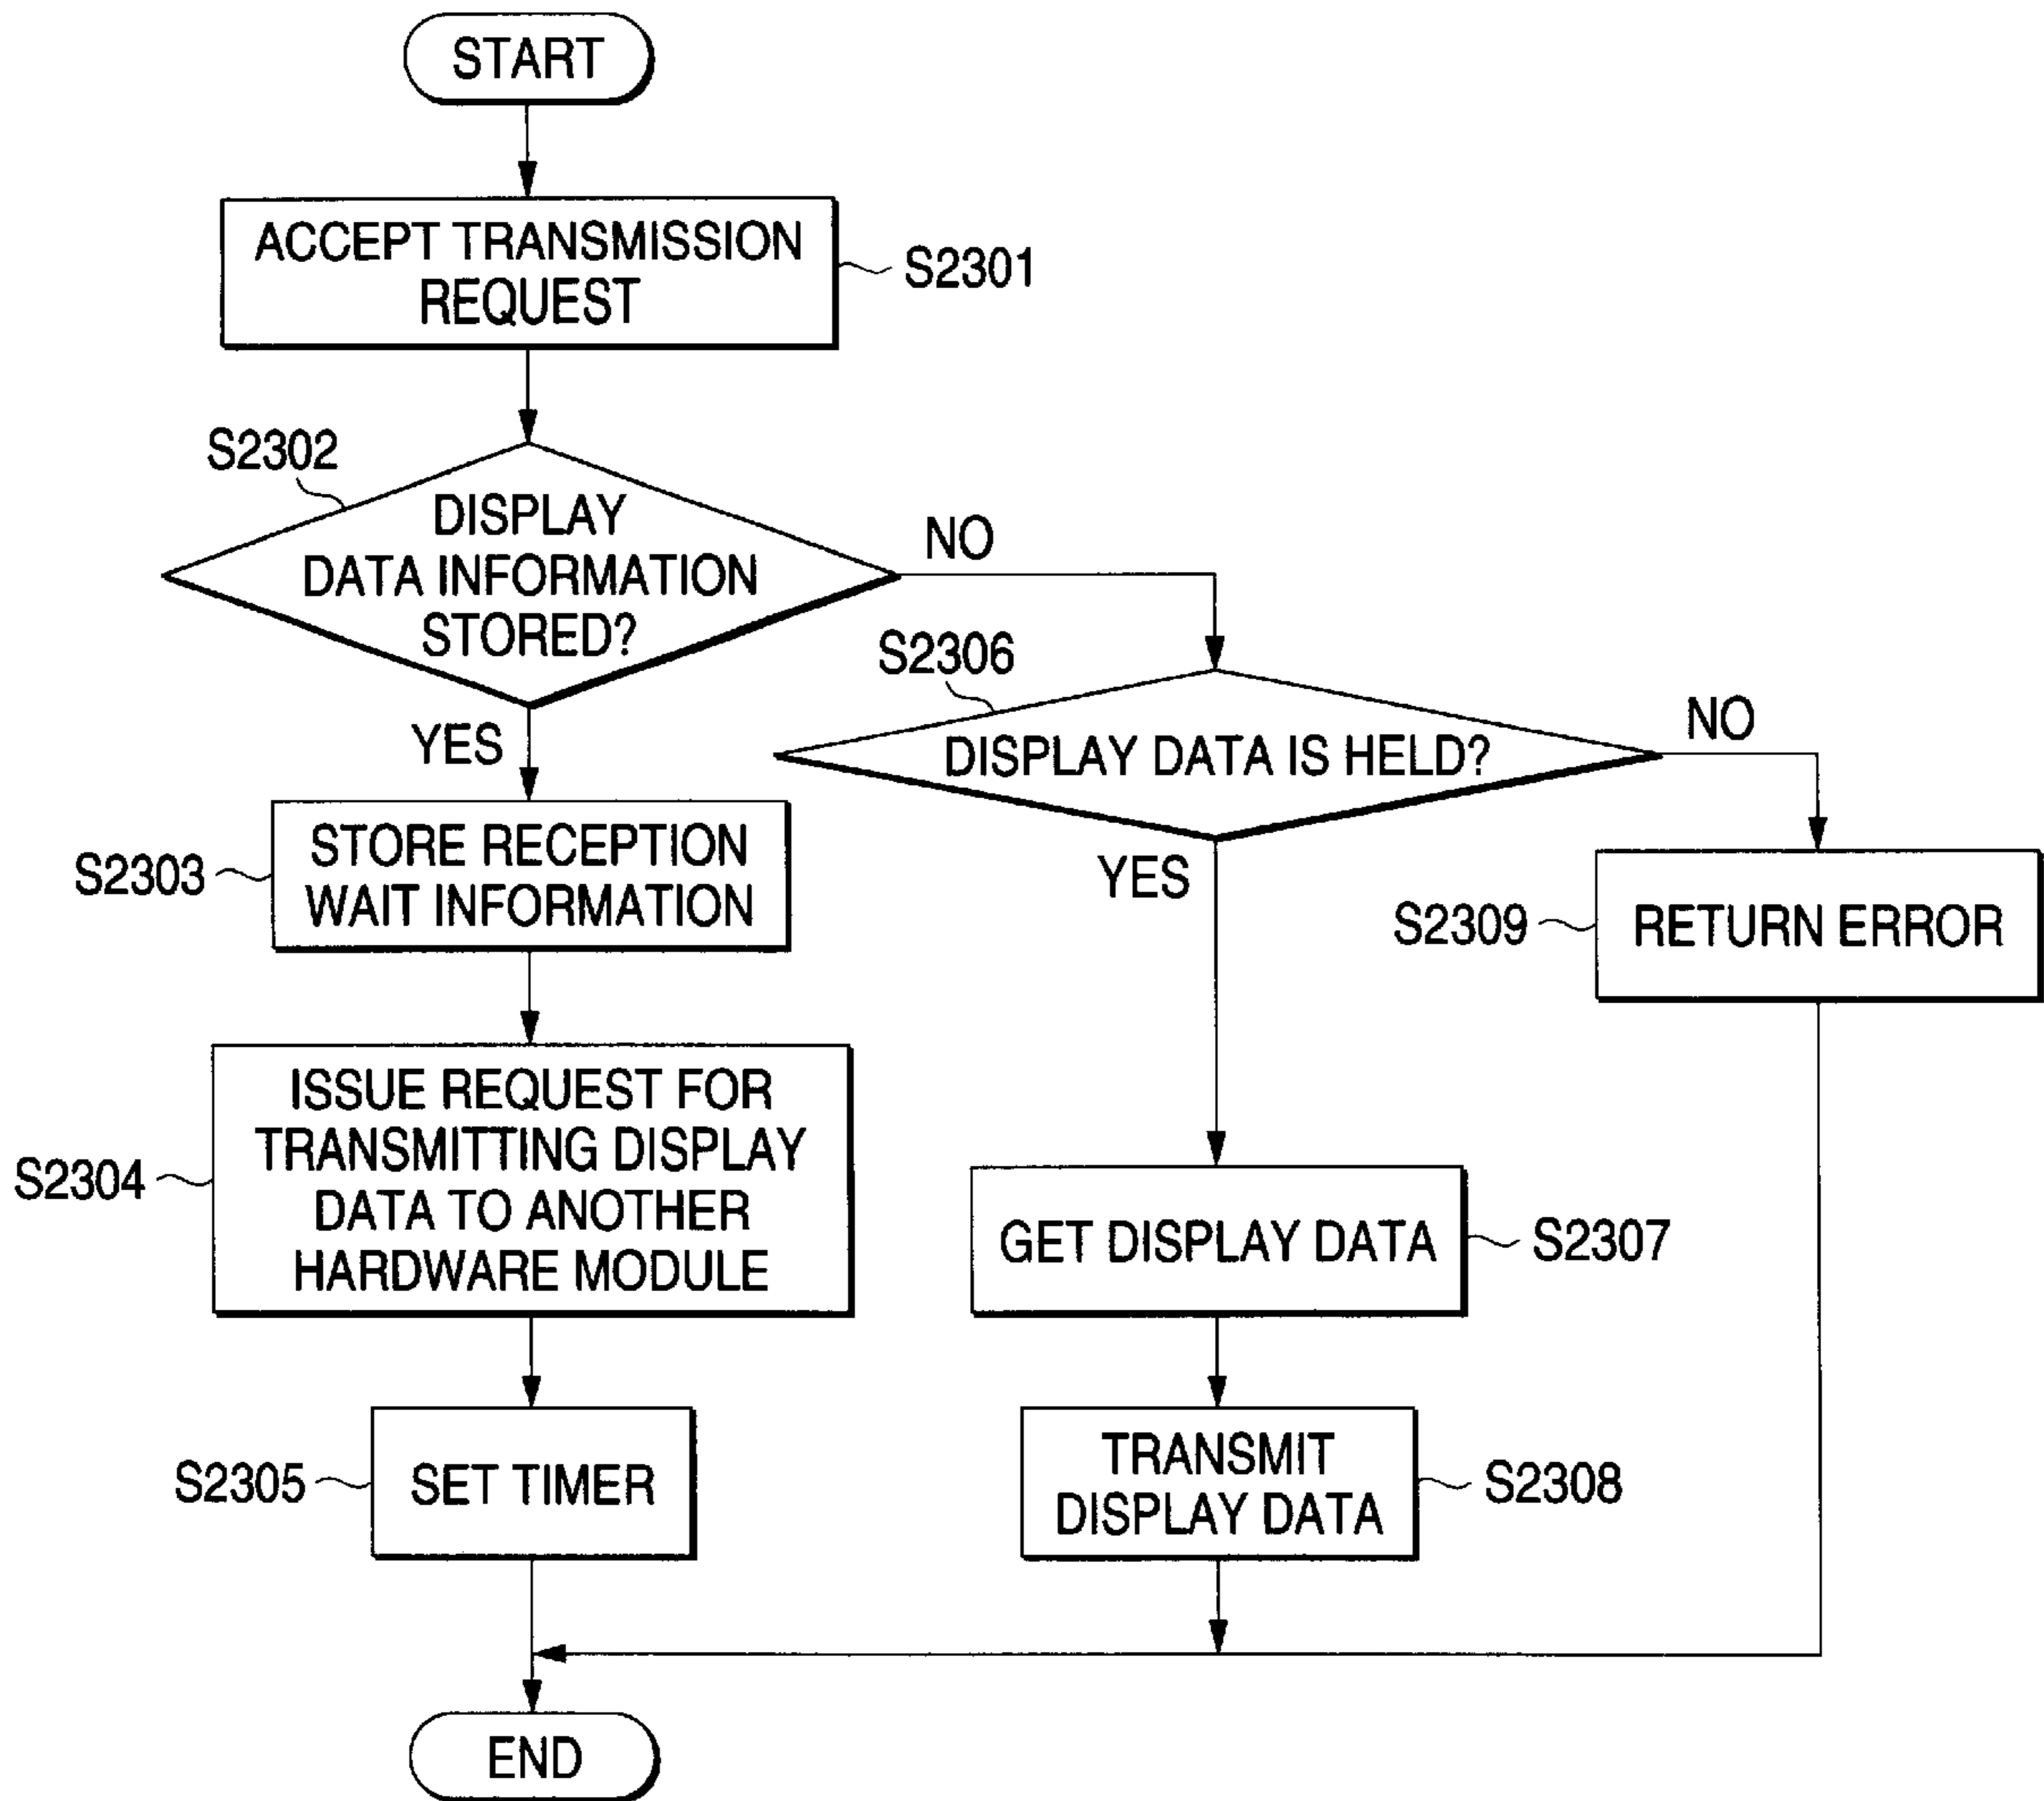 START
ACCEPT TRANSMISSION
REQUEST
S2301
S2302
DISPLAY
DATA INFORMATION
STORED?
NO
YES
S2306
DISPLAY DATA IS HELD?
NO
YES
S2303
STORE RECEPTION
WAIT INFORMATION
S2309
RETURN ERROR
S2304
ISSUE REQUEST FOR
TRANSMITTING DISPLAY
DATA TO ANOTHER
HARDWARE MODULE
GET DISPLAY DATA
S2307
S2305
SET TIMER
TRANSMIT
DISPLAY DATA
S2308
END